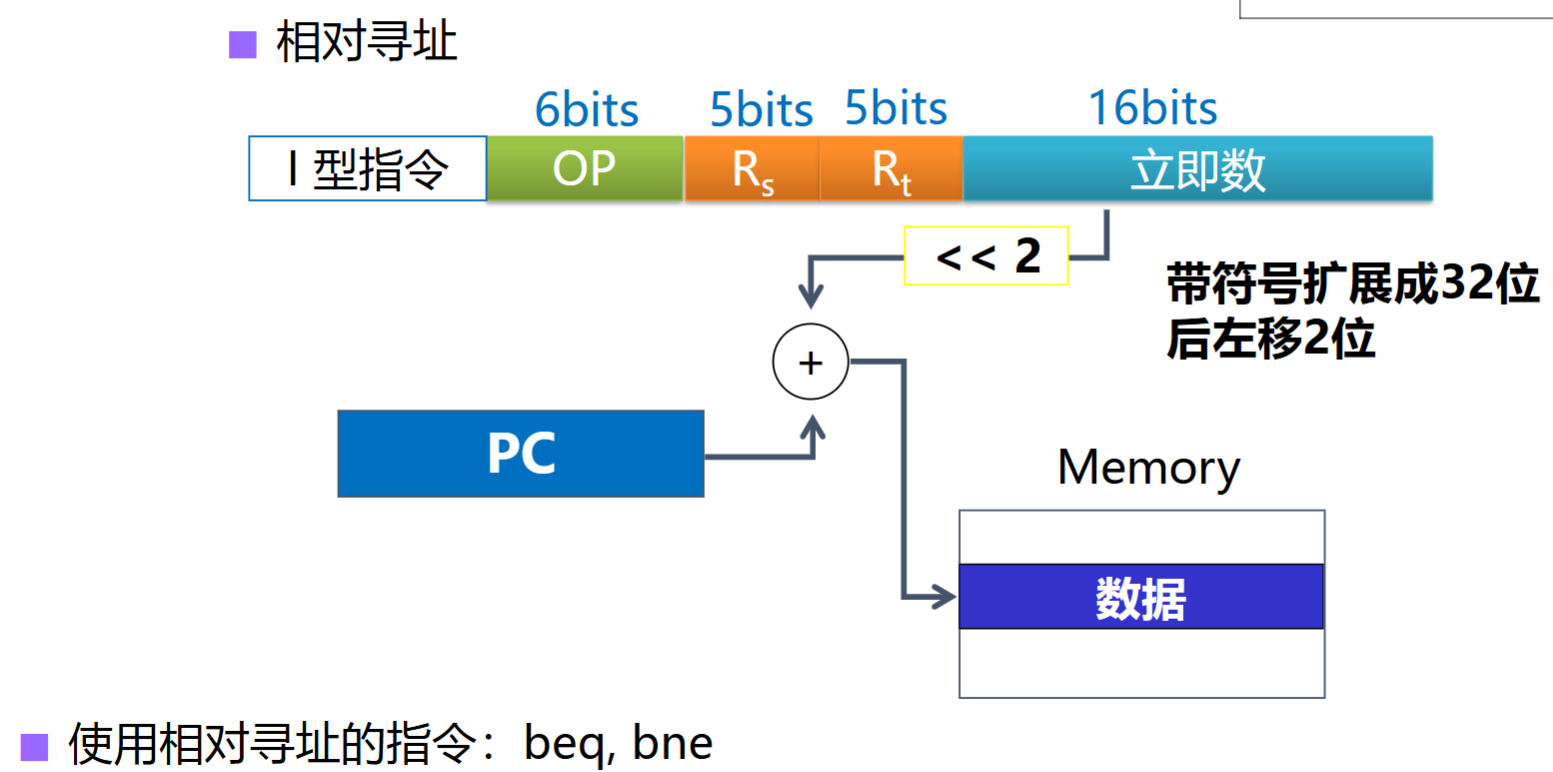 相对寻址
6bits 5bits 5bits 16bits
I 型指令 OP Rs Rt 立即数
<< 2
带符号扩展成32位
后左移2位
+
PC
Memory
数据
使用相对寻址的指令：beq, bne